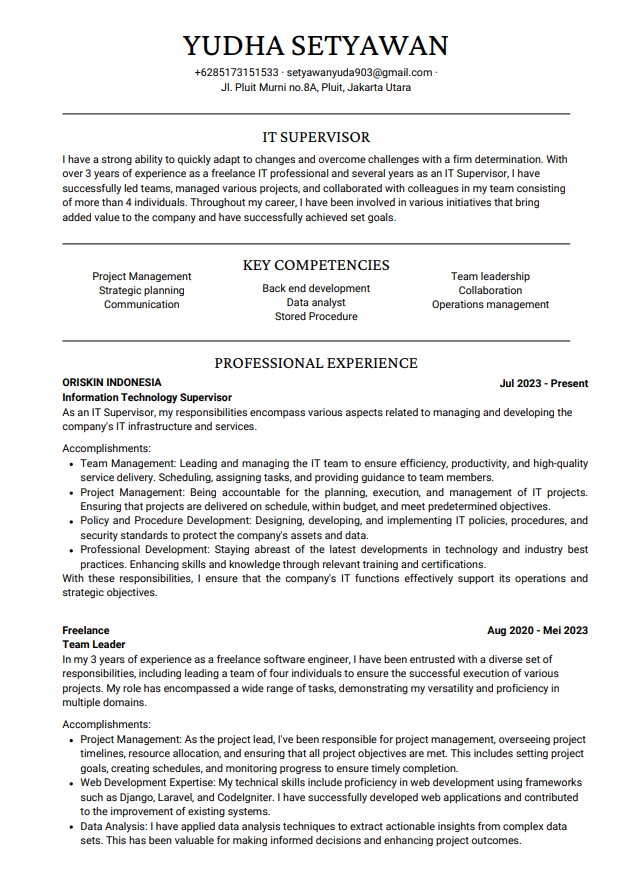 YUDHA SETYAWAN
+6285173151533 · setyawanyuda903@gmail.com ·
Jl. Pluit Murni no.8A, Pluit, Jakarta Utara
IT SUPERVISOR
I have a strong ability to quickly adapt to changes and overcome challenges with a firm determination. With
over 3 years of experience as a freelance IT professional and several years as an IT Supervisor, I have
successfully led teams, managed various projects, and collaborated with colleagues in my team consisting
of more than 4 individuals. Throughout my career, I have been involved in various initiatives that bring
added value to the company and have successfully achieved set goals.
KEY COMPETENCIES
Project Management
Strategic planning
Communication
Back end development
Data analyst
Stored Procedure
Team leadership
Collaboration
Operations management
PROFESSIONAL EXPERIENCE
ORISKIN INDONESIA Jul 2023 - Present
Information Technology Supervisor
As an IT Supervisor, my responsibilities encompass various aspects related to managing and developing the
company's IT infrastructure and services.
Accomplishments:
• Team Management: Leading and managing the IT team to ensure efficiency, productivity, and high-quality
service delivery. Scheduling, assigning tasks, and providing guidance to team members.
• Project Management: Being accountable for the planning, execution, and management of IT projects.
Ensuring that projects are delivered on schedule, within budget, and meet predetermined objectives.
• Policy and Procedure Development: Designing, developing, and implementing IT policies, procedures, and
security standards to protect the company's assets and data.
• Professional Development: Staying abreast of the latest developments in technology and industry best
practices. Enhancing skills and knowledge through relevant training and certifications.
With these responsibilities, I ensure that the company's IT functions effectively support its operations and
strategic objectives.
Freelance Aug 2020 - Mei 2023
Team Leader
In my 3 years of experience as a freelance software engineer, I have been entrusted with a diverse set of
responsibilities, including leading a team of four individuals to ensure the successful execution of various
projects. My role has encompassed a wide range of tasks, demonstrating my versatility and proficiency in
multiple domains.
Accomplishments:
• Project Management: As the project lead, I've been responsible for project management, overseeing project
timelines, resource allocation, and ensuring that all project objectives are met. This includes setting project
goals, creating schedules, and monitoring progress to ensure timely completion.
• Web Development Expertise: My technical skills include proficiency in web development using frameworks
such as Django, Laravel, and CodeIgniter. I have successfully developed web applications and contributed
to the improvement of existing systems.
• Data Analysis: I have applied data analysis techniques to extract actionable insights from complex data
sets. This has been valuable for making informed decisions and enhancing project outcomes.